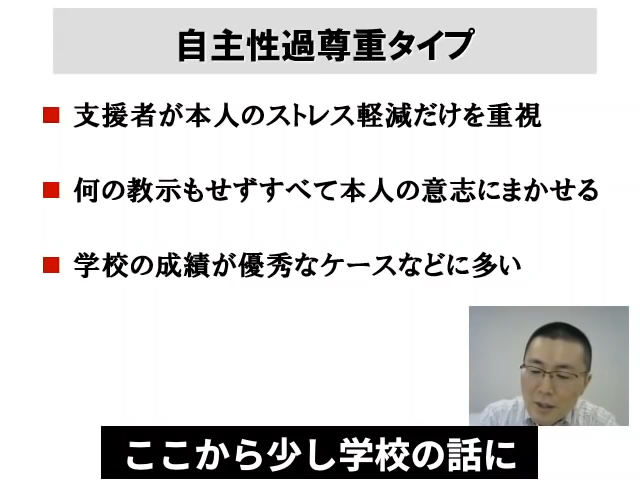 自主性過尊重タイプ
支援者が本人のストレス軽減だけを重視
何の教示もせずすべて本人の意志にまかせる
学校の成績が優秀なケースなどに多い
ここから少し学校の話に